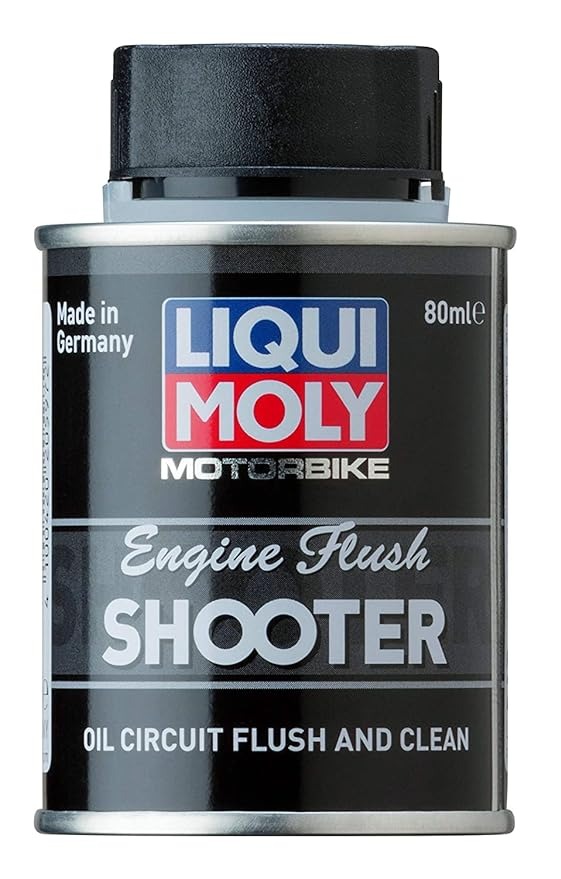 Made in
Germany
80ml℮
LIQUI
MOLY
MOTORBIKE
Engine Flush
SHOOTER
OIL CIRCUIT FLUSH AND CLEAN